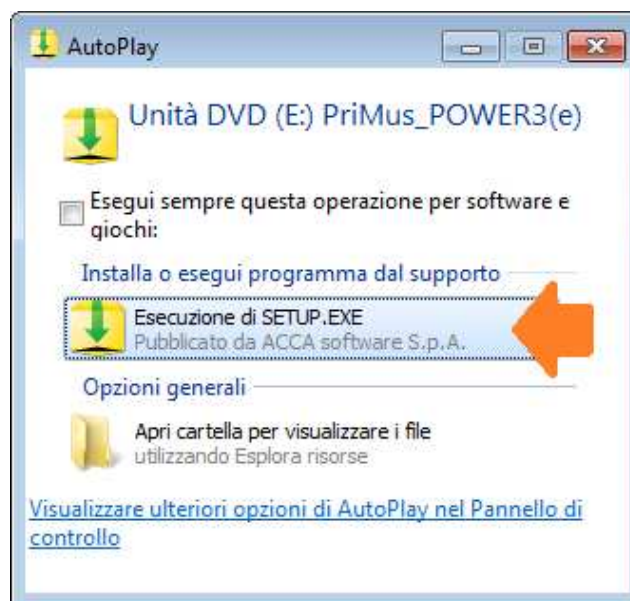 AutoPlay
Unità DVD (E:) PriMus_POWER3(e)
Esegui sempre questa operazione per software e
giochi:
Installa o esegui programma dal supporto
Esecuzione di SETUP.EXE
Pubblicato da ACCA software S.p.A.
Opzioni generali
Apri cartella per visualizzare i file
utilizzando Esplora risorse
Visualizzare ulteriori opzioni di AutoPlay nel Pannello di
controllo